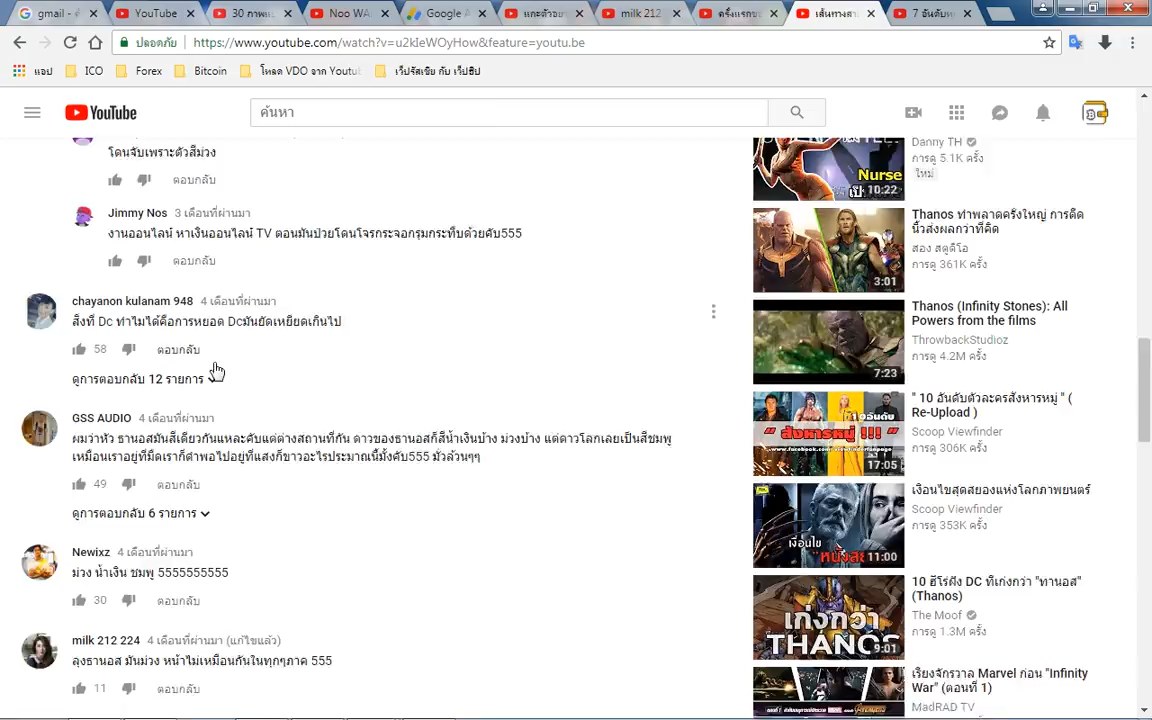 gmail - ค้
YouTube
30 ภาพแ
Noo WA
Google A
แกะตัวอย
milk 212
ครั้งแรกขอ
เส้นทางสา
7 อันดับห
ปลอดภัย
https://www.youtube.com/watch?v=u2kIeWOyHow&feature=youtu.be
แอป
ICO
Forex
Bitcoin
โหลด VDO จาก Youtu
เว็ปรัสเซีย กับ เว็ปฮิป
YouTube
ค้นหา
โดนจับเพราะตัวสีม่วง
ตอบกลับ
Jimmy Nos 3 เดือนที่ผ่านมา
งานออนไลน์ หาเงินออนไลน์ TV ตอนมันป่วยโดนโจรกระจอกรุมกระทืบด้วยคับ555
ตอบกลับ
chayanon kulanam 948 4 เดือนที่ผ่านมา
สิ่งที่ Dc ทำไม่ได้คือการหยอด Dcมันยัดเหยียดเกินไป
58 ตอบกลับ
ดูการตอบกลับ 12 รายการ
GSS AUDIO 4 เดือนที่ผ่านมา
ผมว่าหัว ธานอสมันสีเดียวกันแหละคับแต่ต่างสถานที่กัน ดาวของธานอสก็สีน้ำเงินบ้าง ม่วงบ้าง แต่ดาวโลกเลยเป็นสีชมพู
เหมือนเราอยู่ที่มืดเราก็ดำพอไปอยู่ที่แสงก็ขาวอะไรประมาณนี้มั้งคับ555 มั่วล้วนๆๆ
49 ตอบกลับ
ดูการตอบกลับ 6 รายการ
Newixz 4 เดือนที่ผ่านมา
ม่วง น้ำเงิน ชมพู 5555555555
30 ตอบกลับ
milk 212 224 4 เดือนที่ผ่านมา (แก้ไขแล้ว)
ลุงธานอส มันม่วง หน้าไม่เหมือนกันในทุกๆภาค 555
11 ตอบกลับ
Nurse
10:22
Danny TH
การดู 5.1K ครั้ง
ใหม่
3:01
Thanos ทำพลาดครั้งใหญ่ การดีด
นิ้วส่งผลกว่าที่คิด
สอง สตูดิโอ
การดู 361K ครั้ง
7:23
Thanos (Infinity Stones): All
Powers from the films
ThrowbackStudioz
การดู 4.2M ครั้ง
“ สังหารหมู่ !!! ”
17:05
" 10 อันดับตัวละครสังหารหมู่ " (
Re-Upload )
Scoop Viewfinder
การดู 306K ครั้ง
เงื่อนไข
11:00
เงื่อนไขสุดสยองแห่งโลกภาพยนตร์
Scoop Viewfinder
การดู 353K ครั้ง
เก่งกว่า
THANOS
9:01
10 ฮีโร่ฝั่ง DC ที่เก่งกว่า "ทานอส"
(Thanos)
The Moof
การดู 1.3M ครั้ง
เรียงจักรวาล Marvel ก่อน "Infinity
War" (ตอนที่ 1)
MadRAD TV